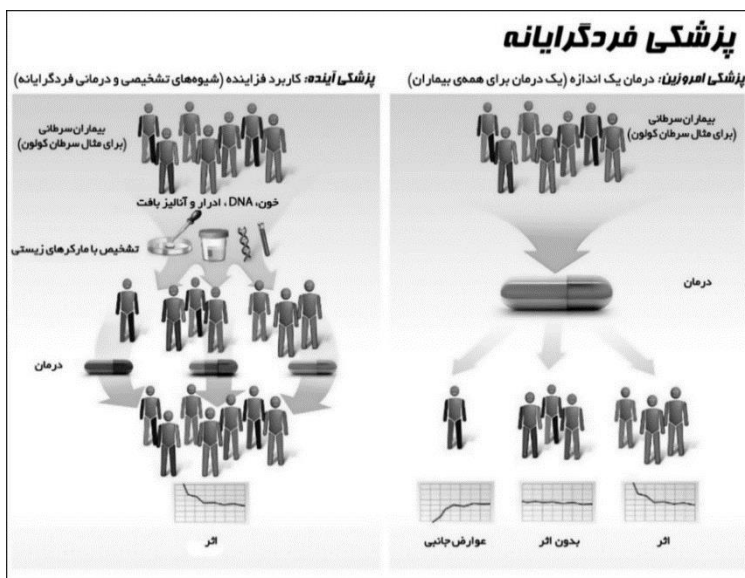 پزشکی فردگرایانه
پزشکی امروزین: درمان یک اندازه (یک درمان برای همه‌ی بیماران)
بیماران سرطانی
(برای مثال سرطان کولون)
درمان
اثر
بدون اثر
عوارض جانبی
پزشکی آینده: کاربرد فزاینده (شیوه‌های تشخیصی و درمانی فردگرایانه)
بیماران سرطانی
(برای مثال سرطان کولون)
خون، DNA، ادرار و آنالیز بافت
تشخیص با مارکرهای زیستی
درمان
اثر